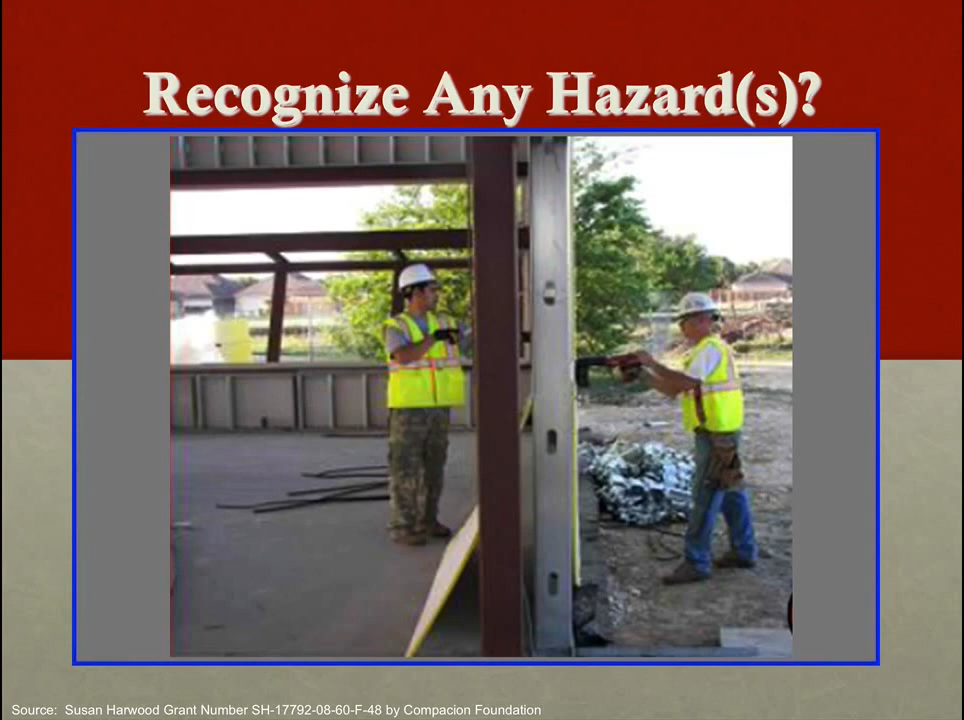 Recognize Any Hazard(s)?
Source: Susan Harwood Grant Number SH-17792-08-60-F-48 by Compacion Foundation